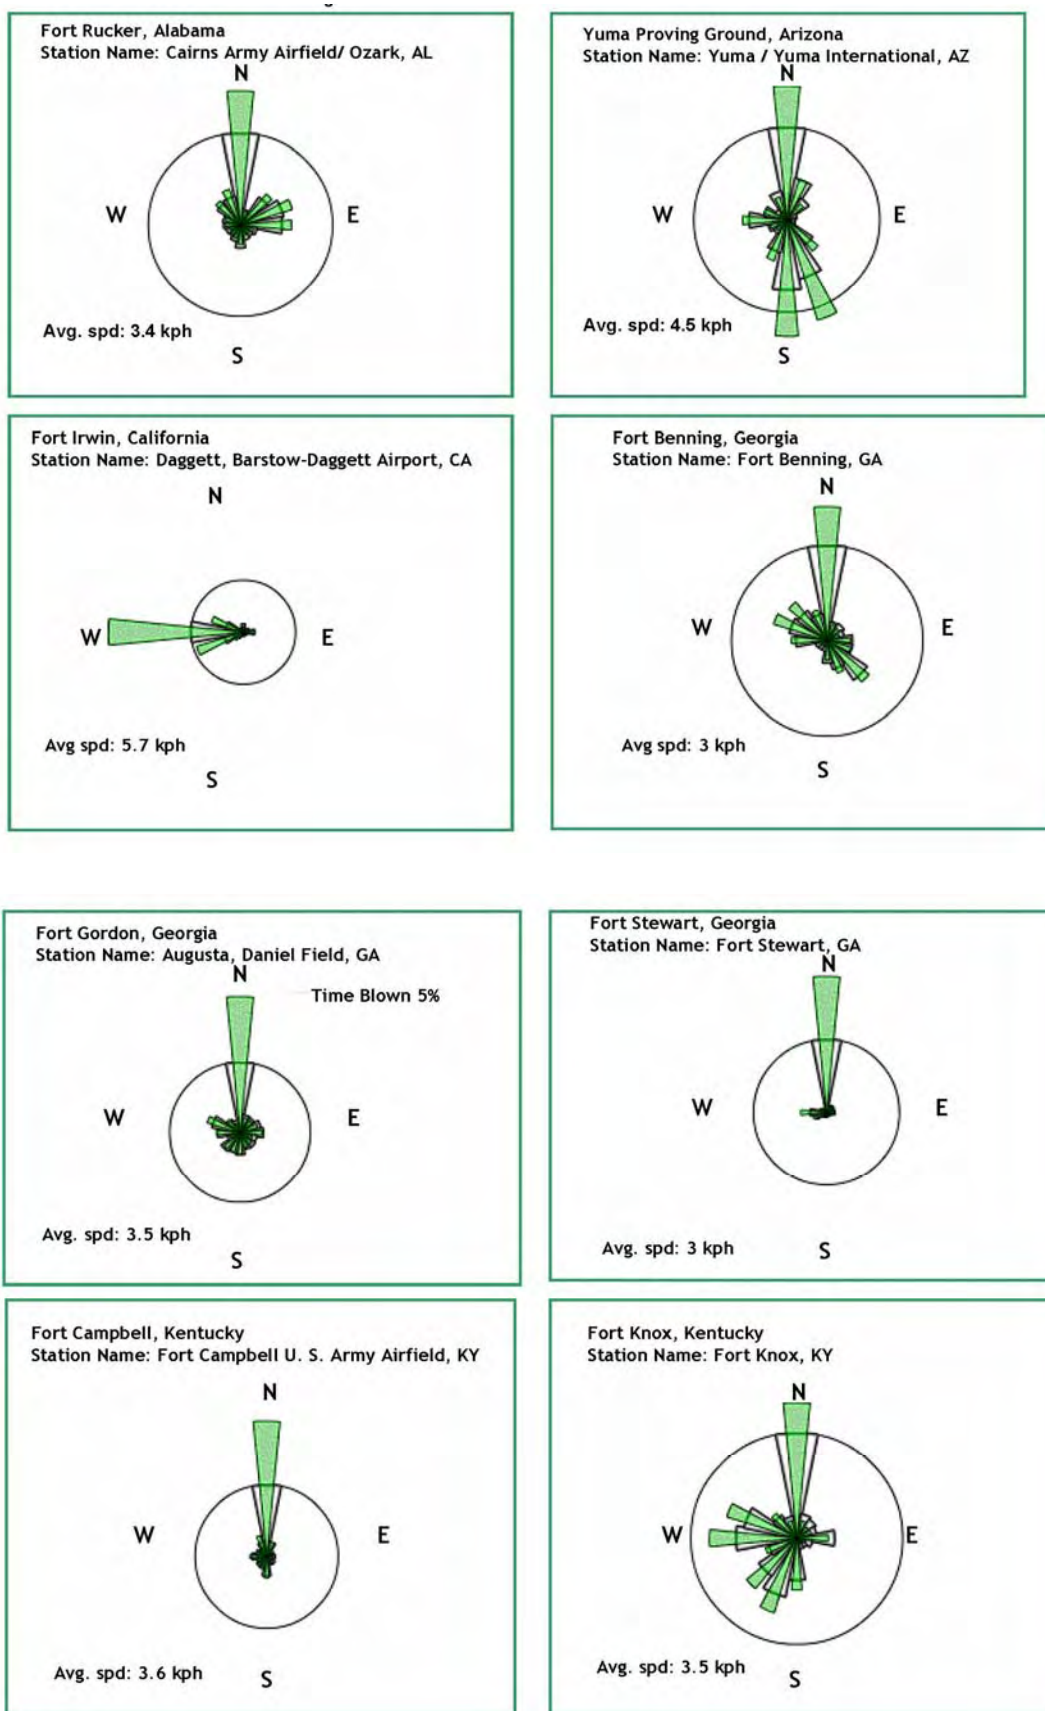 Fort Rucker, Alabama
Station Name: Cairns Army Airfield/ Ozark, AL
N
W
E
Avg. spd: 3.4 kph
S
Yuma Proving Ground, Arizona
Station Name: Yuma / Yuma International, AZ
N
W
E
Avg. spd: 4.5 kph
S
Fort Irwin, California
Station Name: Daggett, Barstow-Daggett Airport, CA
N
W
E
Avg spd: 5.7 kph
S
Fort Benning, Georgia
Station Name: Fort Benning, GA
N
W
E
Avg spd: 3 kph
S
Fort Gordon, Georgia
Station Name: Augusta, Daniel Field, GA
N
Time Blown 5%
W
E
Avg. spd: 3.5 kph
S
Fort Stewart, Georgia
Station Name: Fort Stewart, GA
N
W
E
Avg. spd: 3 kph
S
Fort Campbell, Kentucky
Station Name: Fort Campbell U. S. Army Airfield, KY
N
W
E
Avg. spd: 3.6 kph
S
Fort Knox, Kentucky
Station Name: Fort Knox, KY
N
W
E
Avg. spd: 3.5 kph
S